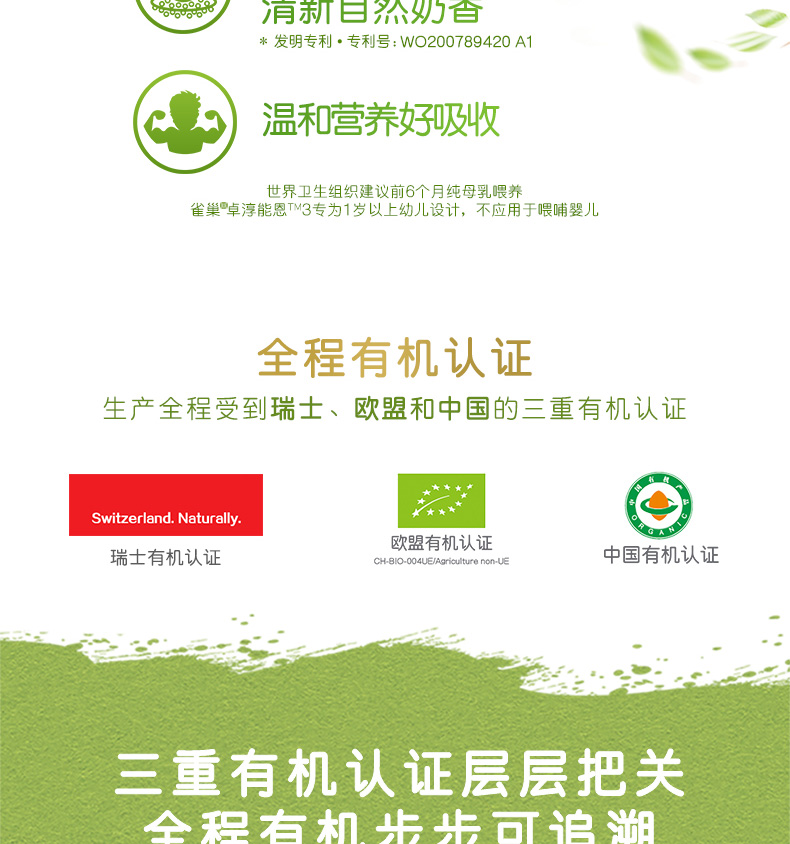 清新自然奶香
* 发明专利•专利号:WO200789420 A1
温和营养好吸收
世界卫生组织建议前6个月纯母乳喂养
雀巢®卓淳能恩™3专为1岁以上幼儿设计，不应用于喂哺婴儿
全程有机认证
生产全程受到瑞士、欧盟和中国的三重有机认证
Switzerland. Naturally.
瑞士有机认证
欧盟有机认证
CH-BIO-004UE/Agriculture non-UE
中国有机产品
ORGANIC
中国有机认证
三重有机认证层层把关
全程有机步步可追溯